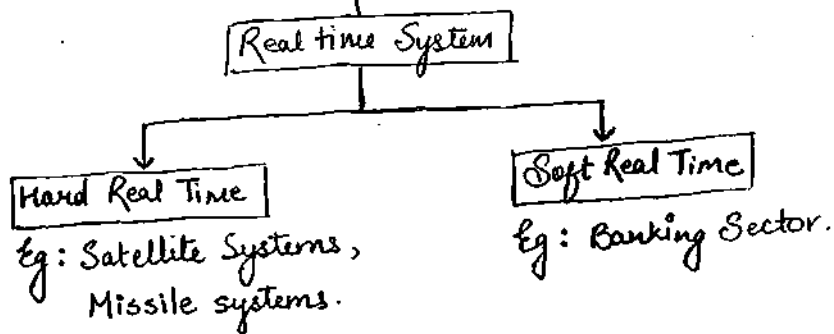 Real time System
Hard Real Time
Soft Real Time
Eg: Satellite Systems,
Missile systems.
Eg: Banking Sector.